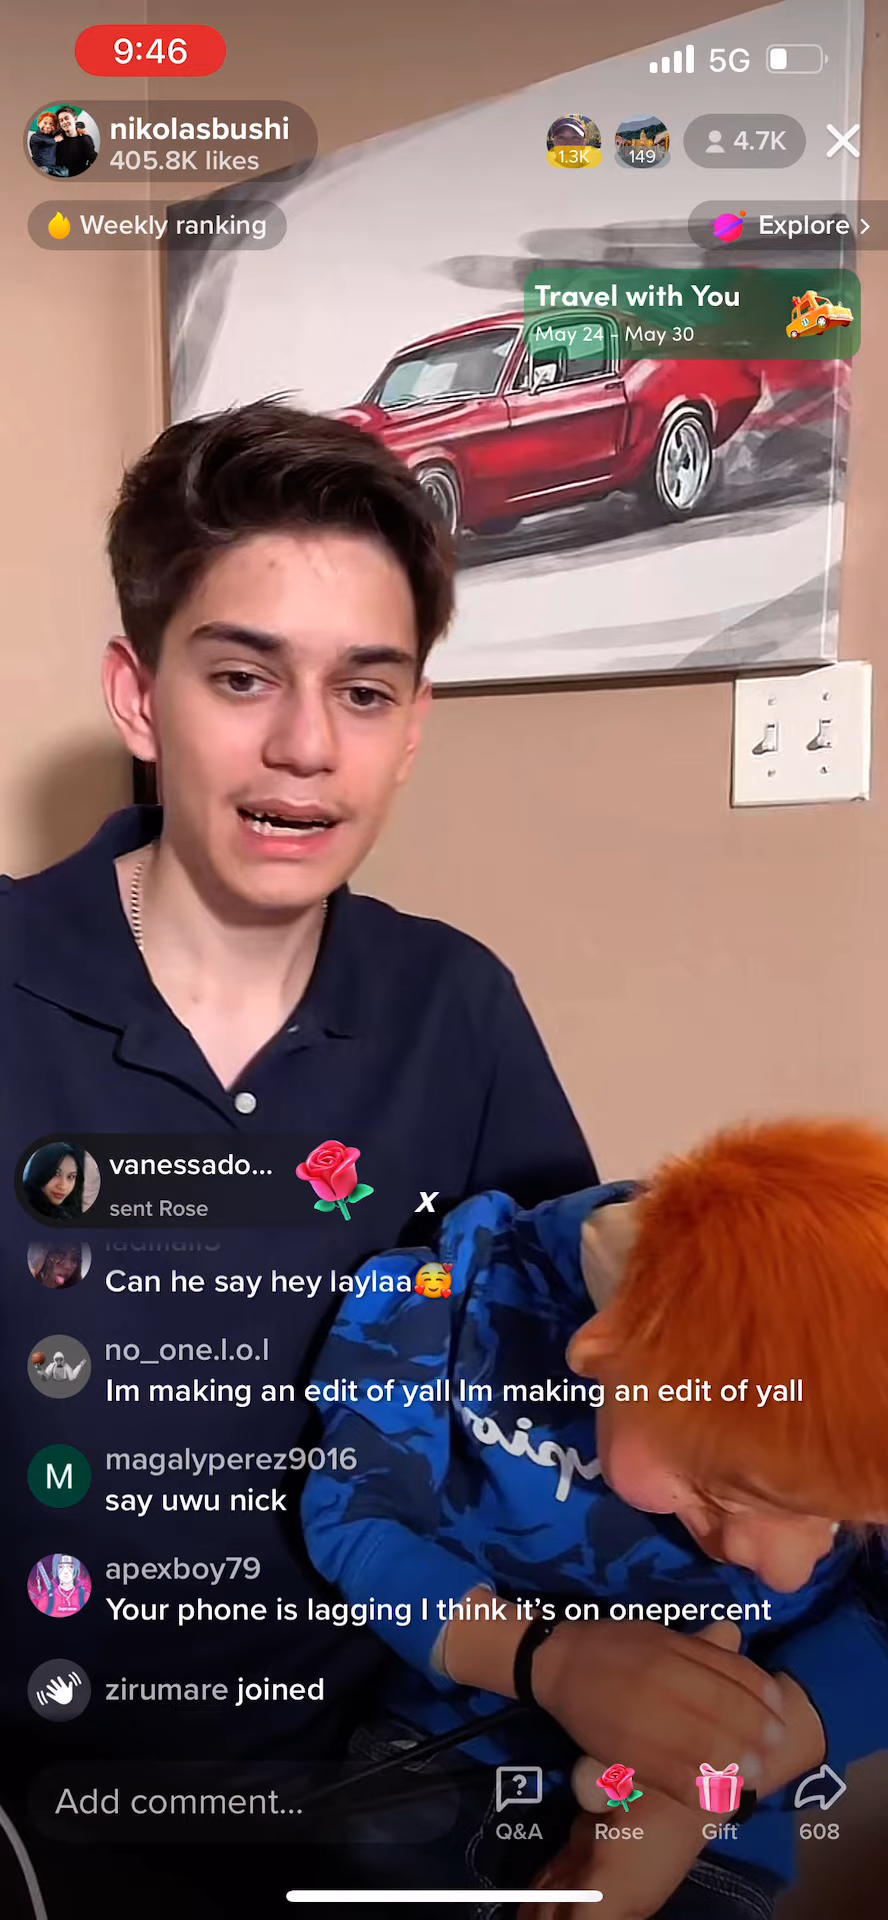 9:46
5G
nikolasbushi
405.8K likes
1.3K
149
4.7K
Weekly ranking
Explore >
Travel with You
May 24 - May 30
vanessado...
sent Rose
x
Can he say hey laylaa🥰
no_one.l.o.l
Im making an edit of yall Im making an edit of yall
M
magalyperez9016
say uwu nick
apexboy79
Your phone is lagging I think it's on onepercent
zirumare joined
Add comment...
?
Q&A
Rose
Gift
608